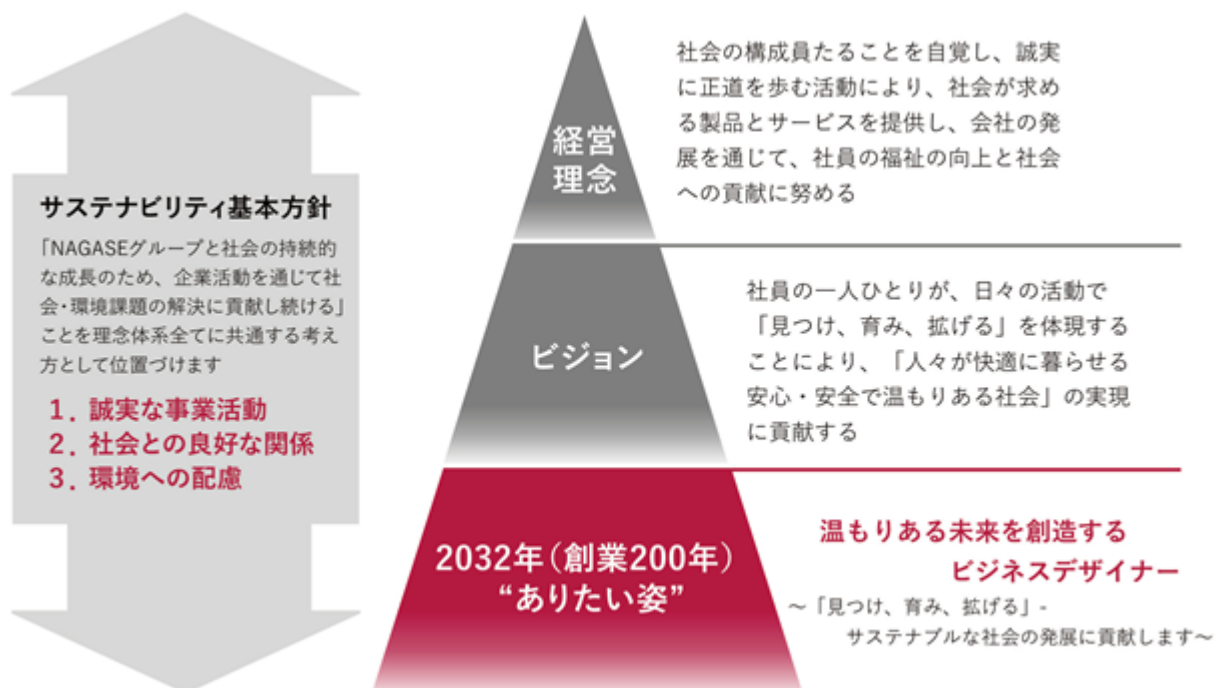 サステナビリティ基本方針
「NAGASEグループと社会の持続的
な成長のため、企業活動を通じて社
会・環境課題の解決に貢献し続ける」
ことを理念体系全てに共通する考え
方として位置づけます
1. 誠実な事業活動
2. 社会との良好な関係
3. 環境への配慮
経営
理念
社会の構成員たることを自覚し、誠実
に正道を歩む活動により、社会が求め
る製品とサービスを提供し、会社の発
展を通じて、社員の福祉の向上と社会
への貢献に努める
ビジョン
社員の一人ひとりが、日々の活動で
「見つけ、育み、拡げる」を体現する
ことにより、「人々が快適に暮らせる
安心・安全で温もりある社会」の実現
に貢献する
2032年(創業200年)
“ありたい姿”
温もりある未来を創造する
ビジネスデザイナー
～「見つけ、育み、拡げる」-
サステナブルな社会の発展に貢献します～